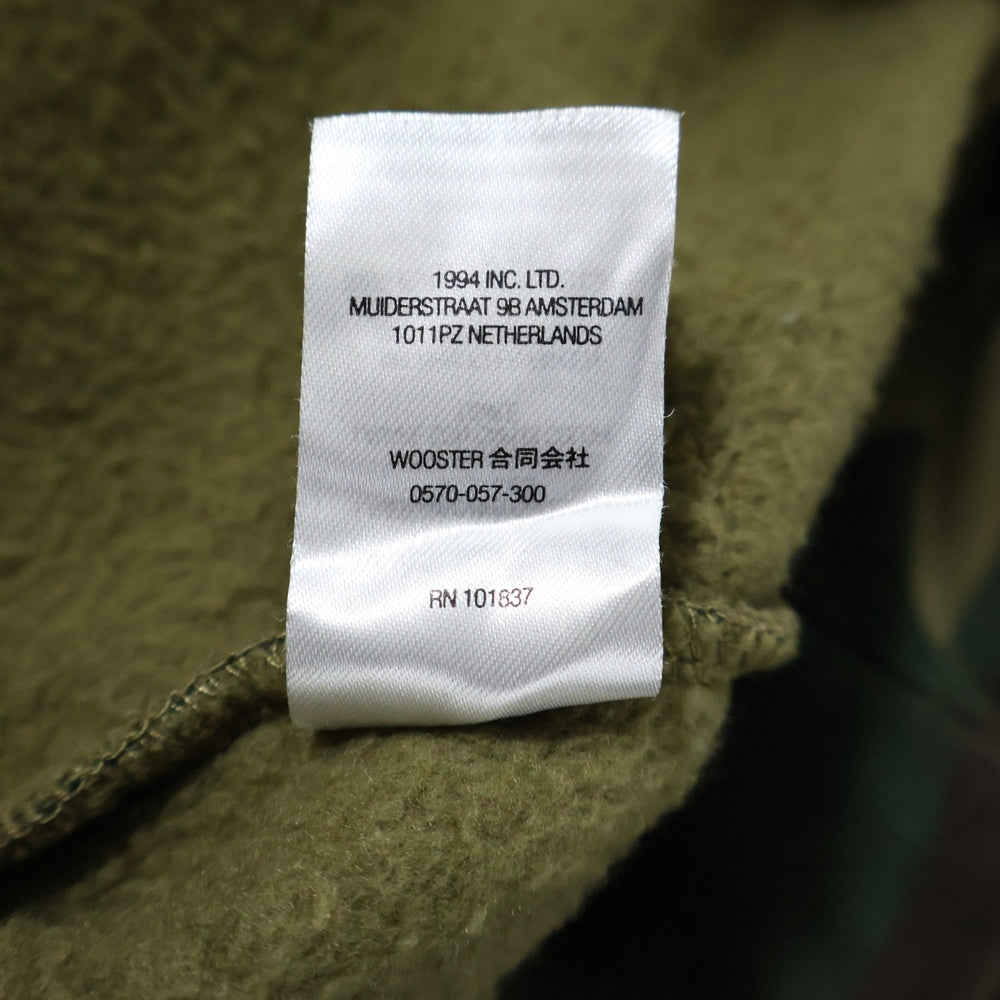 1994 INC. LTD.
MUIDERSTRAAT 9B AMSTERDAM
1011PZ NETHERLANDS
WOOSTER 合同会社
0570-057-300
RN 101837